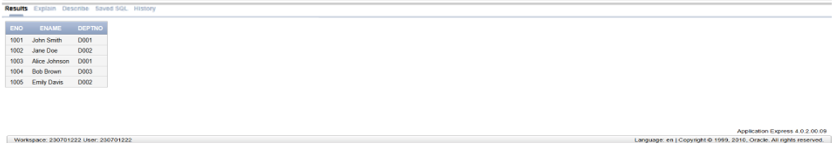 Results Explain Describe Saved SQL History
ENO ENAME DEPTNO
1001 John Smith D001
1002 Jane Doe D002
1003 Alice Johnson D001
1004 Bob Brown D003
1005 Emily Davis D002
Application Express 4.0.2.00.09
Workspace: 230701222 User: 230701222 Language: en | Copyright © 1999, 2010, Oracle. All rights reserved.